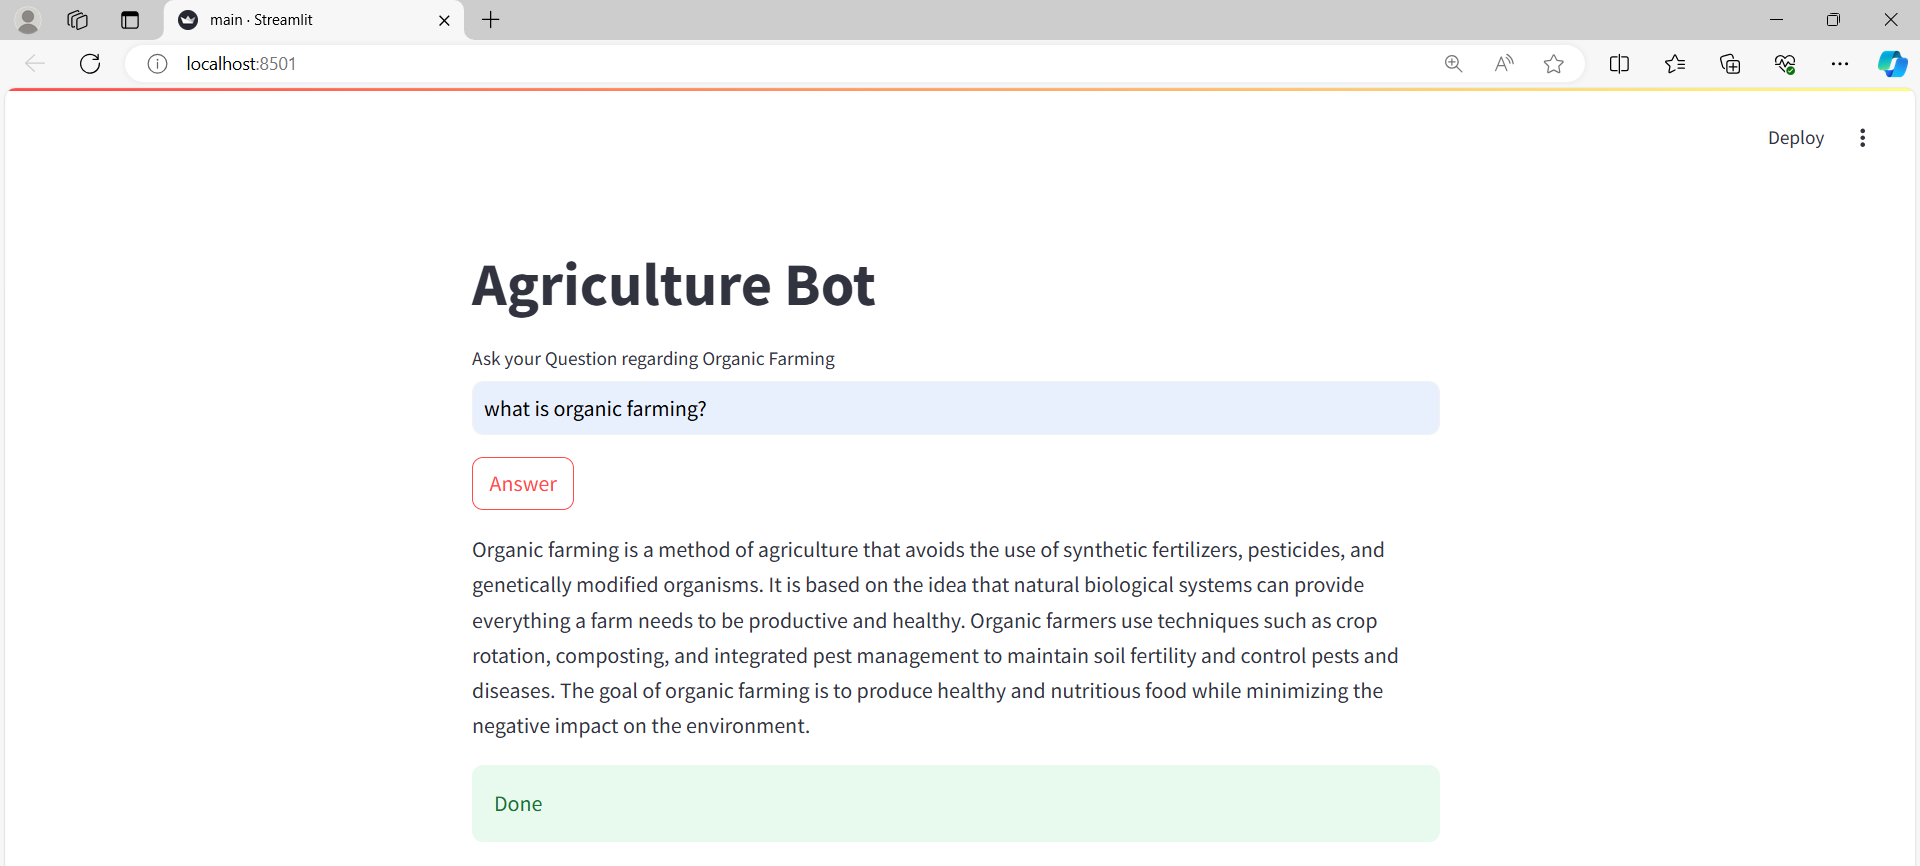 main · Streamlit
localhost:8501
Deploy
Agriculture Bot
Ask your Question regarding Organic Farming
what is organic farming?
Answer
Organic farming is a method of agriculture that avoids the use of synthetic fertilizers, pesticides, and
genetically modified organisms. It is based on the idea that natural biological systems can provide
everything a farm needs to be productive and healthy. Organic farmers use techniques such as crop
rotation, composting, and integrated pest management to maintain soil fertility and control pests and
diseases. The goal of organic farming is to produce healthy and nutritious food while minimizing the
negative impact on the environment.
Done